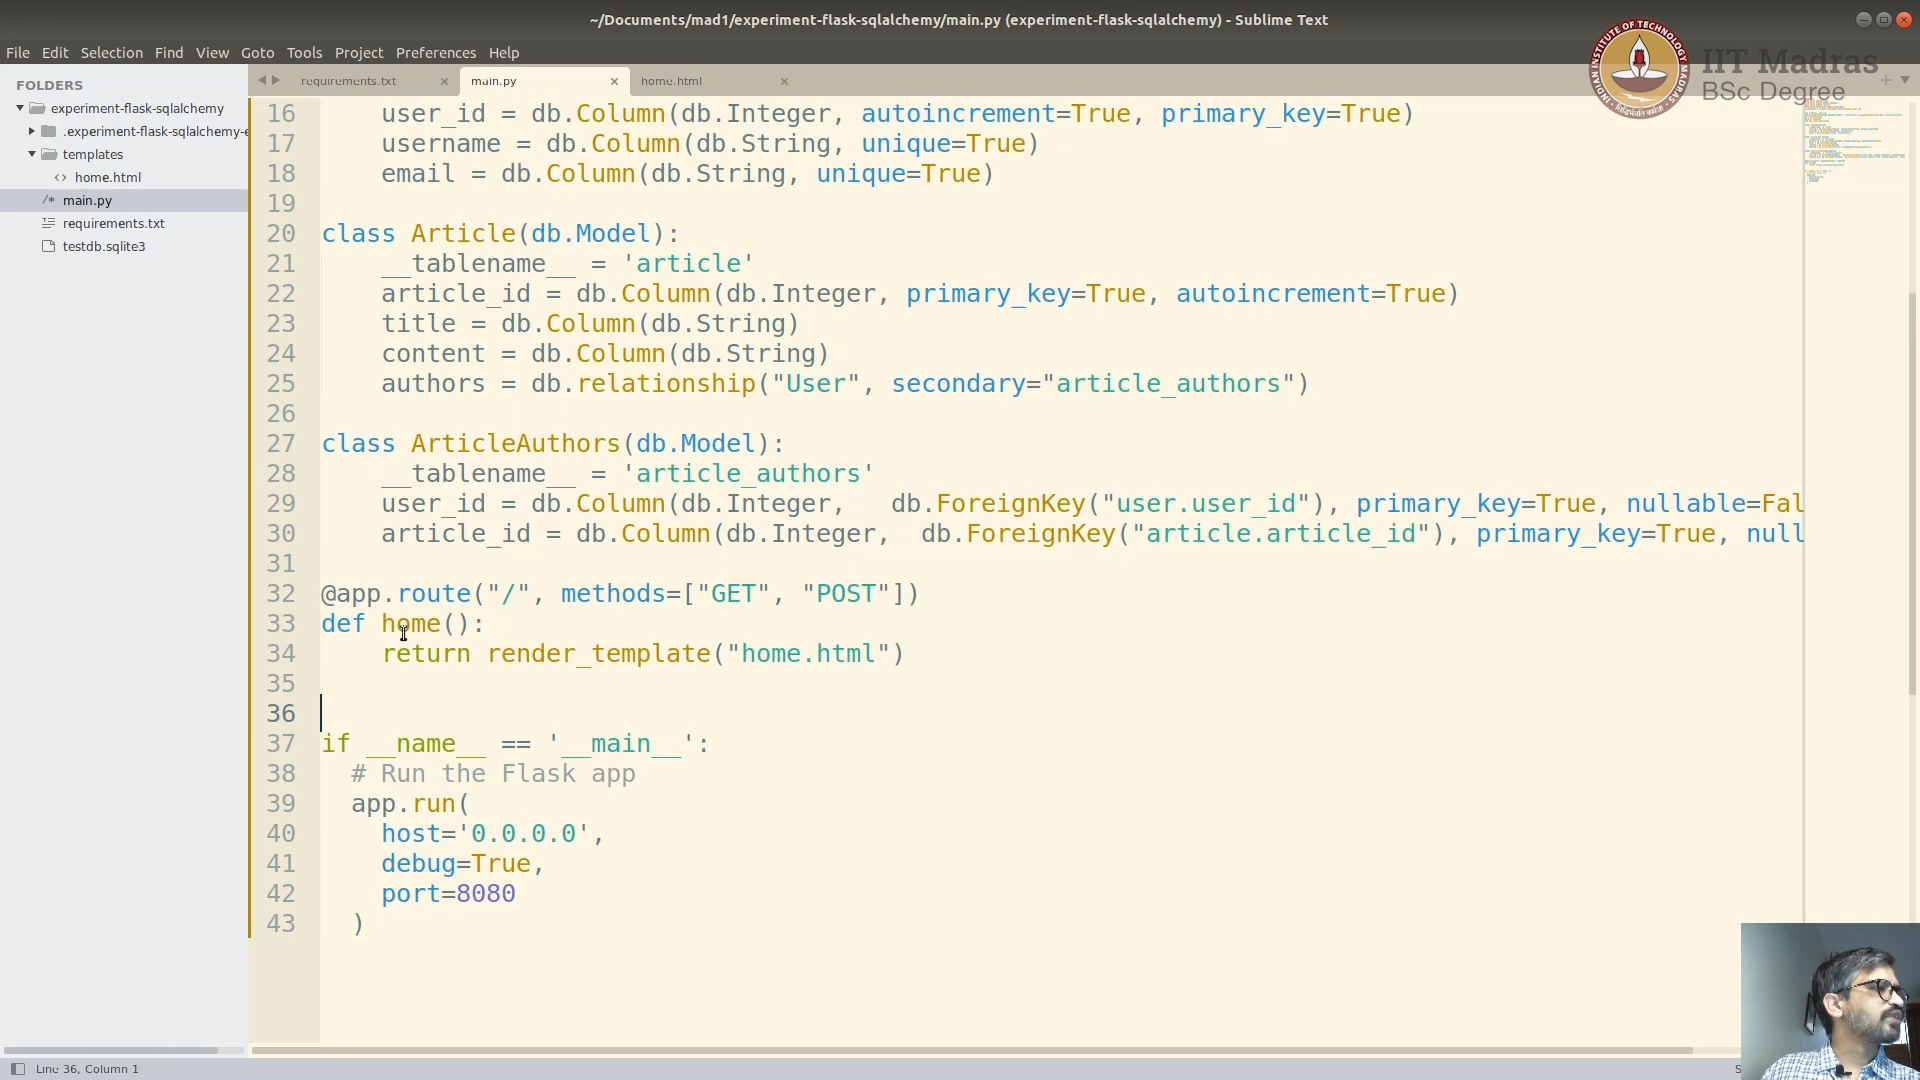 ~/Documents/mad1/experiment-flask-sqlalchemy/main.py (experiment-flask-sqlalchemy) - Sublime Text
File Edit Selection Find View Goto Tools Project Preferences Help
IIT Madras
BSc Degree
INDIAN INSTITUTE OF TECHNOLOGY MADRAS
FOLDERS
experiment-flask-sqlalchemy
.experiment-flask-sqlalchemy-e
templates
home.html
main.py
requirements.txt
testdb.sqlite3
requirements.txt main.py home.html
16 user_id = db.Column(db.Integer, autoincrement=True, primary_key=True)
17 username = db.Column(db.String, unique=True)
18 email = db.Column(db.String, unique=True)
19
20 class Article(db.Model):
21 __tablename__ = 'article'
22 article_id = db.Column(db.Integer, primary_key=True, autoincrement=True)
23 title = db.Column(db.String)
24 content = db.Column(db.String)
25 authors = db.relationship("User", secondary="article_authors")
26
27 class ArticleAuthors(db.Model):
28 __tablename__ = 'article_authors'
29 user_id = db.Column(db.Integer,   db.ForeignKey("user.user_id"), primary_key=True, nullable=Fal
30 article_id = db.Column(db.Integer,  db.ForeignKey("article.article_id"), primary_key=True, null
31
32 @app.route("/", methods=["GET", "POST"])
33 def home():
34 return render_template("home.html")
35
36
37 if __name__ == '__main__':
38 # Run the Flask app
39 app.run(
40 host='0.0.0.0',
41 debug=True,
42 port=8080
43 )
Line 36, Column 1